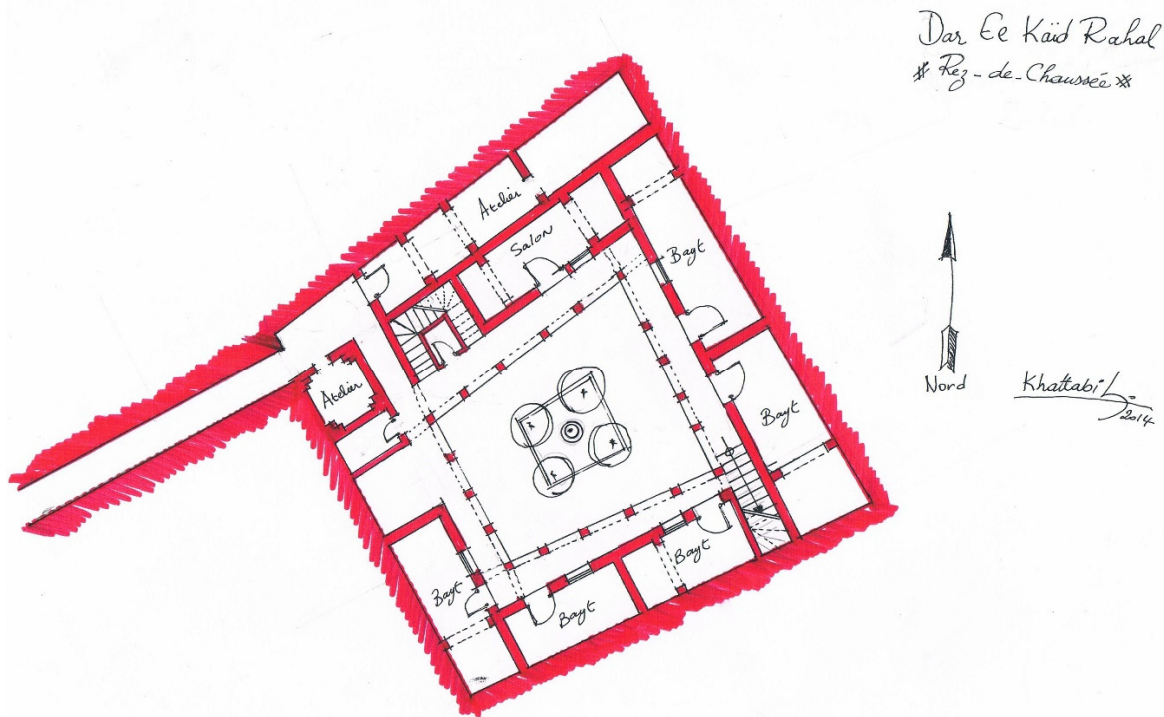 Dar El Kaïd Rahal
* Rez-de-Chaussée *
Atelier
Salon
Bayt
Atelier
Nord
Khattabi L.
2014
Bayt
Bayt
Bayt
Bayt